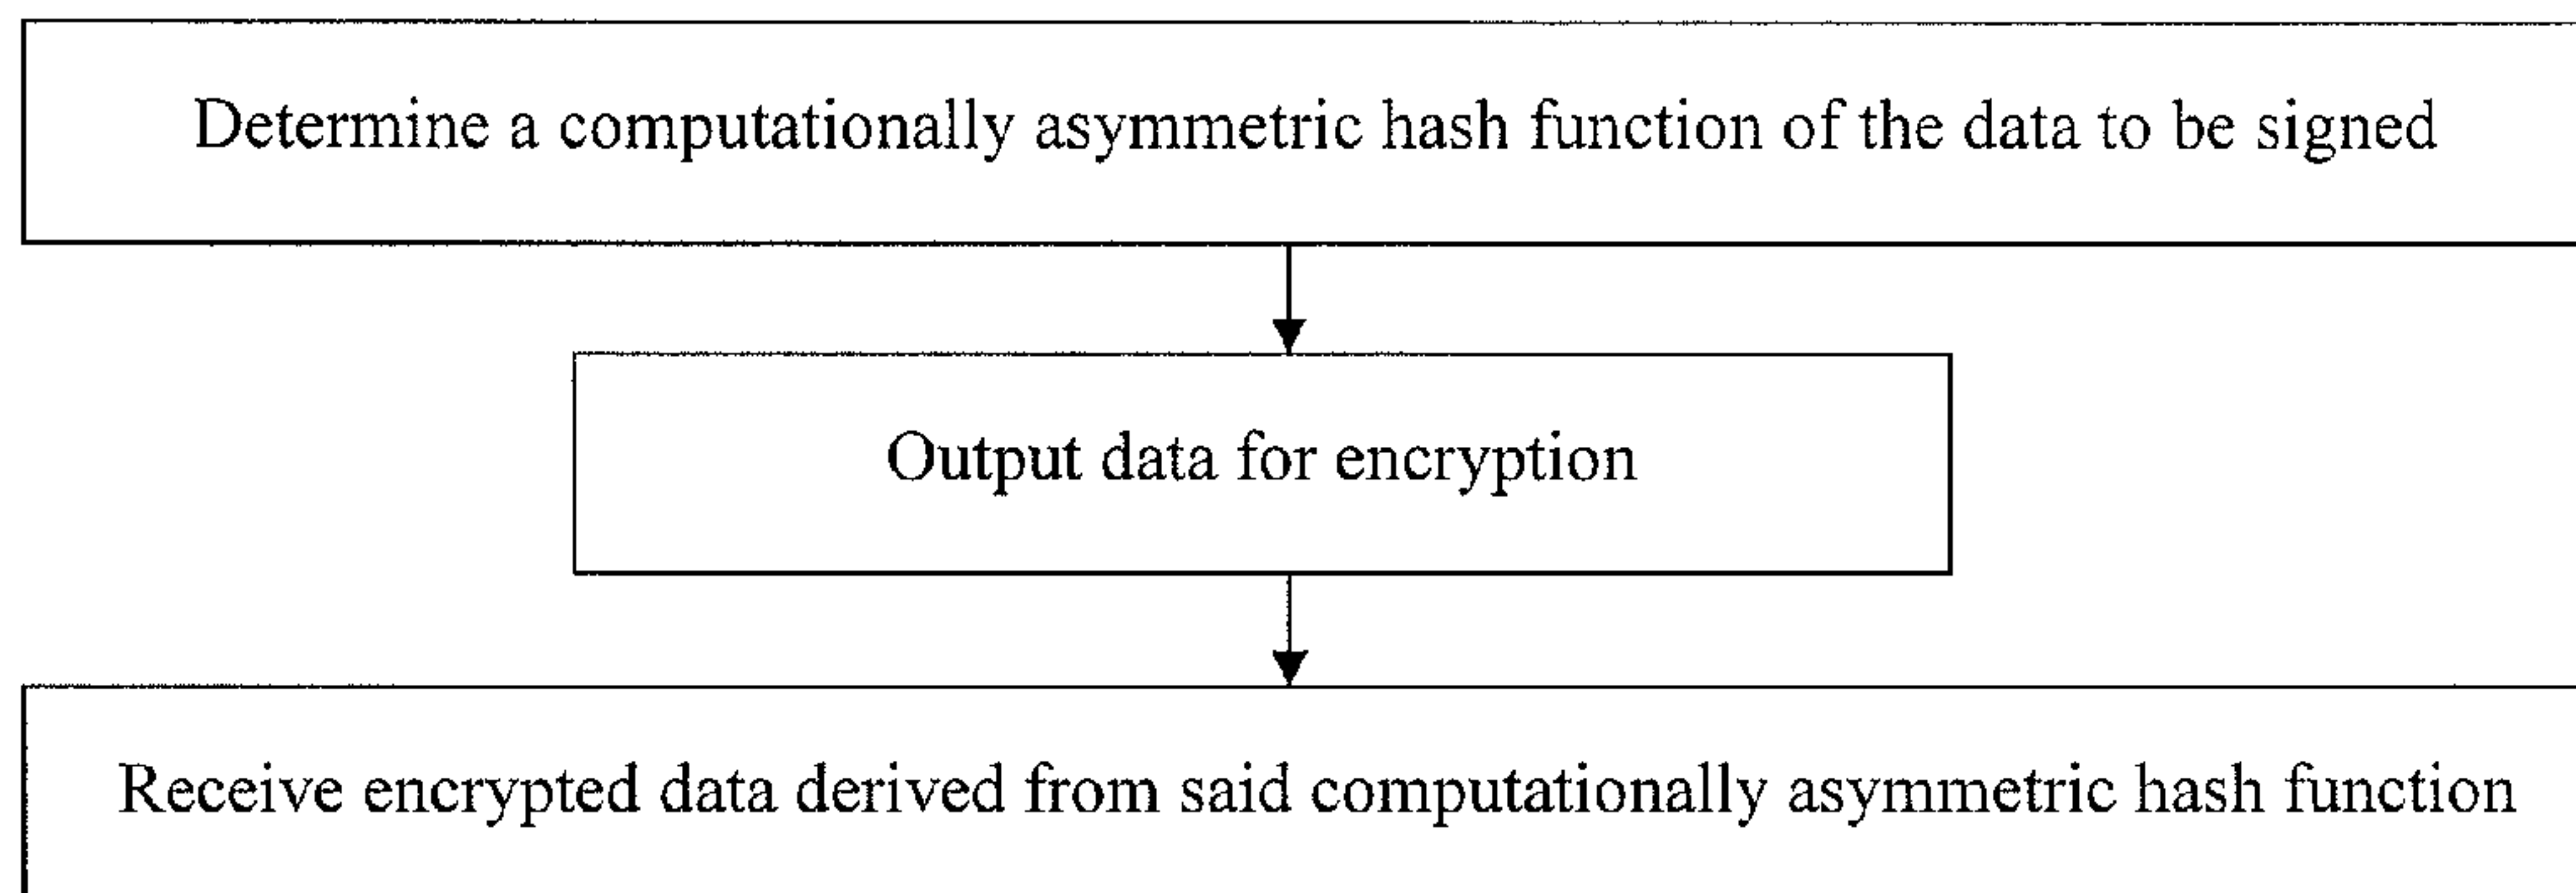 Determine a computationally asymmetric hash function of the data to be signed
Output data for encryption
Receive encrypted data derived from said computationally asymmetric hash function